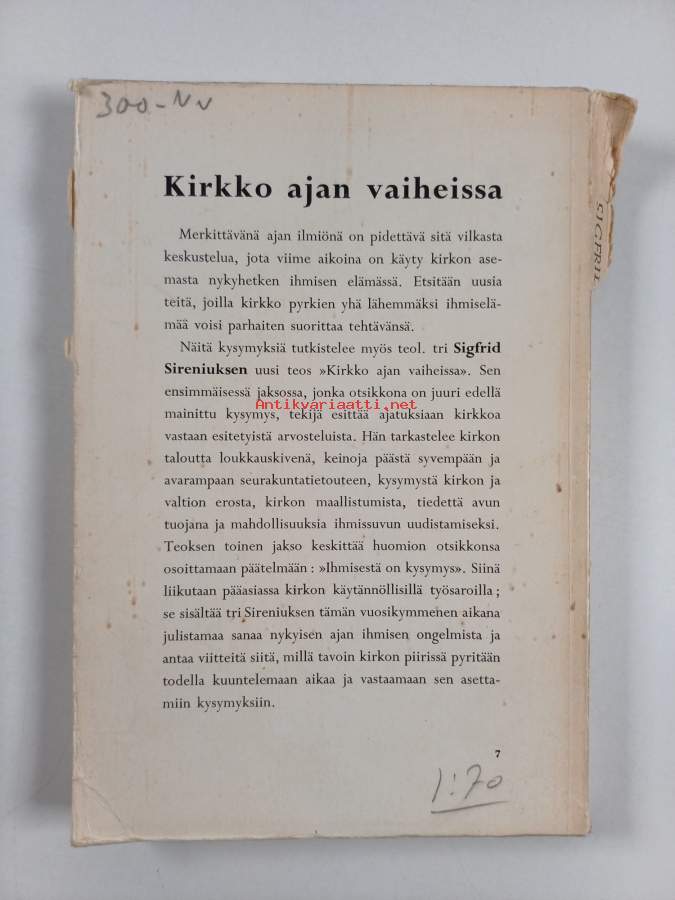 300-
Kirkko ajan vaiheissa
Merkittävänä ajan ilmiönä on pidettävä sitä vilkasta
keskustelua, jota viime aikoina on käyty kirkon ase-
masta nykyhetken ihmisen elämässä. Etsitään uusia
teitä, joilla kirkko pyrkien yhä lähemmäksi ihmiselä-
mää voisi parhaiten suorittaa tehtävänsä.
Näitä kysymyksiä tutkistelee myös teol. tri Sigfrid
Sireniuksen uusi teos »Kirkko ajan vaiheissa». Sen
ensimmäisessä jaksossa, jonka otsikkona on juuri edellä
Antikvariaatti.net
mainittu kysymys, tekijä esittää ajatuksiaan kirkkoa
vastaan esitetyistä arvosteluista. Hän tarkastelee kirkon
taloutta loukkauskivenä, keinoja päästä syvempään ja
avarampaan seurakuntatietouteen, kysymystä kirkon ja
valtion erosta, kirkon maallistumista, tiedettä avun
tuojana ja mahdollisuuksia ihmissuvun uudistamiseksi.
Teoksen toinen jakso keskittää huomion otsikkonsa
osoittamaan päätelmään: »Ihmisestä on kysymys». Siinä
liikutaan pääasiassa kirkon käytännöllisillä työsaroilla;
se sisältää tri Sireniuksen tämän vuosikymmenen aikana
julistamaa sanaa nykyisen ajan ihmisen ongelmista ja
antaa viitteitä siitä, millä tavoin kirkon piirissä pyritään
todella kuuntelemaan aikaa ja vastaamaan sen asetta-
miin kysymyksiin.
7
1:70
SIGFRI